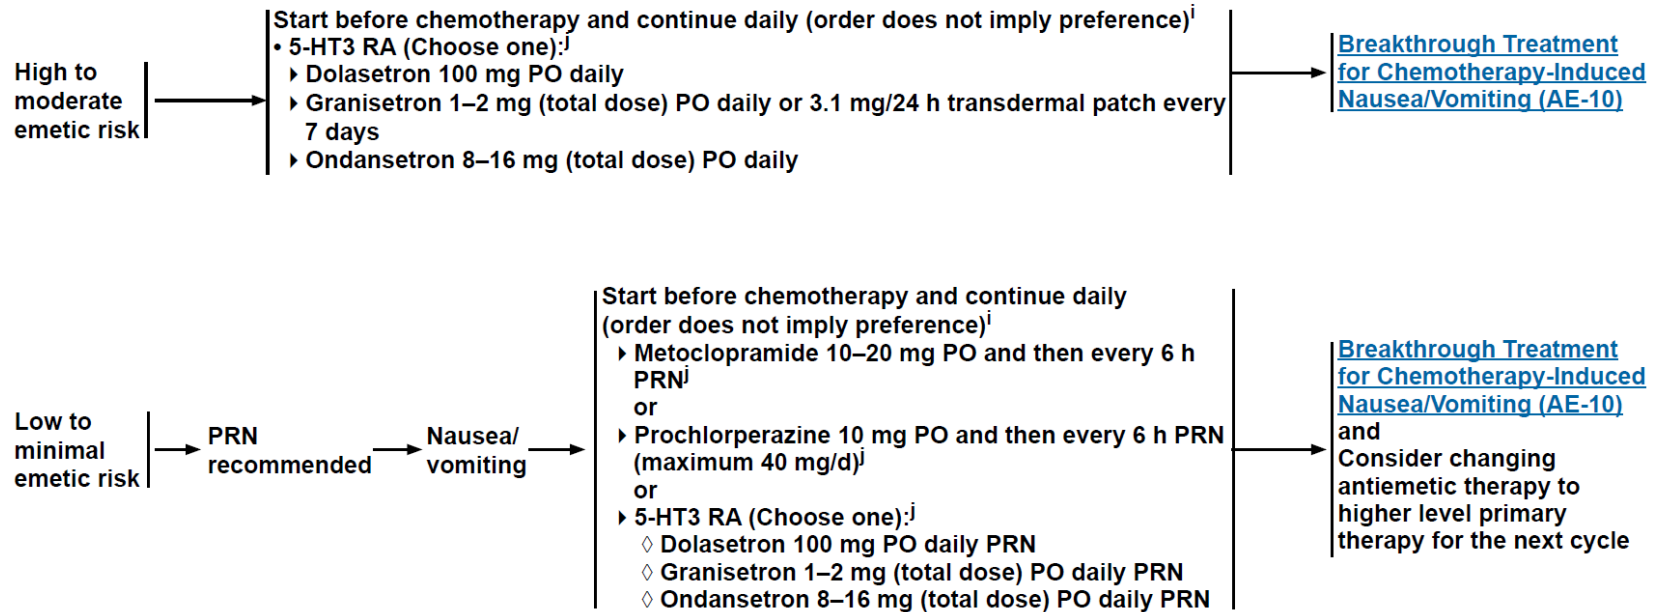 High to
moderate
emetic risk
Start before chemotherapy and continue daily (order does not imply preference)i
• 5-HT3 RA (Choose one):j
‣ Dolasetron 100 mg PO daily
‣ Granisetron 1–2 mg (total dose) PO daily or 3.1 mg/24 h transdermal patch every
7 days
‣ Ondansetron 8–16 mg (total dose) PO daily
Breakthrough Treatment
for Chemotherapy-Induced
Nausea/Vomiting (AE-10)
Low to
minimal
emetic risk
PRN
recommended
Nausea/
vomiting
Start before chemotherapy and continue daily
(order does not imply preference)i
‣ Metoclopramide 10–20 mg PO and then every 6 h
PRNj
or
‣ Prochlorperazine 10 mg PO and then every 6 h PRN
(maximum 40 mg/d)j
or
‣ 5-HT3 RA (Choose one):j
◊ Dolasetron 100 mg PO daily PRN
◊ Granisetron 1–2 mg (total dose) PO daily PRN
◊ Ondansetron 8–16 mg (total dose) PO daily PRN
Breakthrough Treatment
for Chemotherapy-Induced
Nausea/Vomiting (AE-10)
and
Consider changing
antiemetic therapy to
higher level primary
therapy for the next cycle